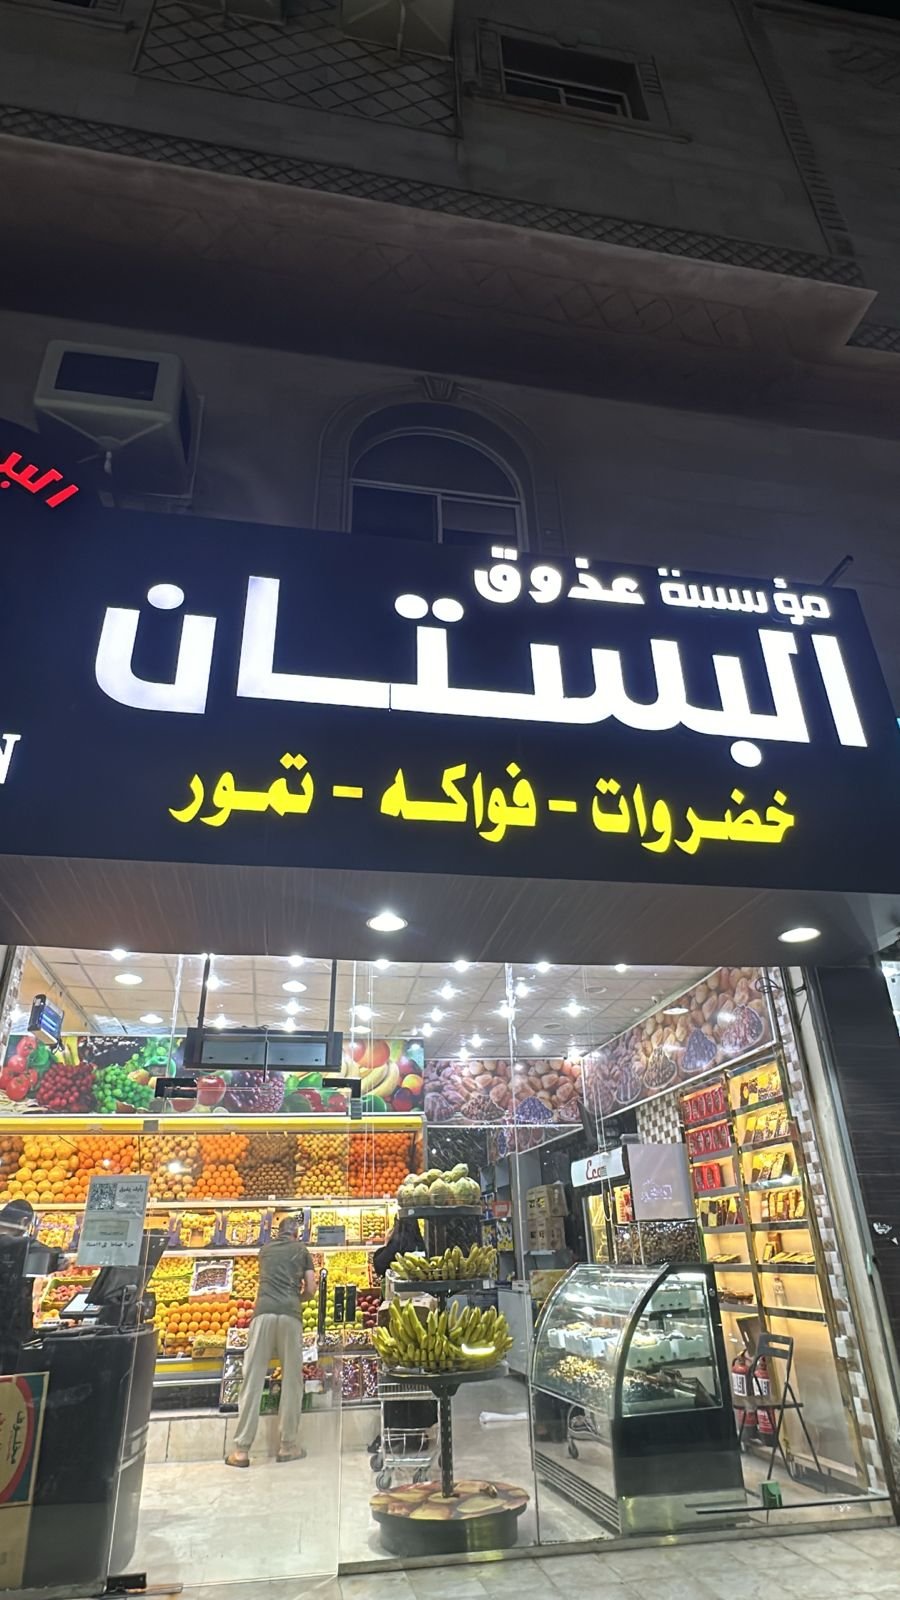 مؤسسة عذوق
البستان
خضروات - فواكه - تمور